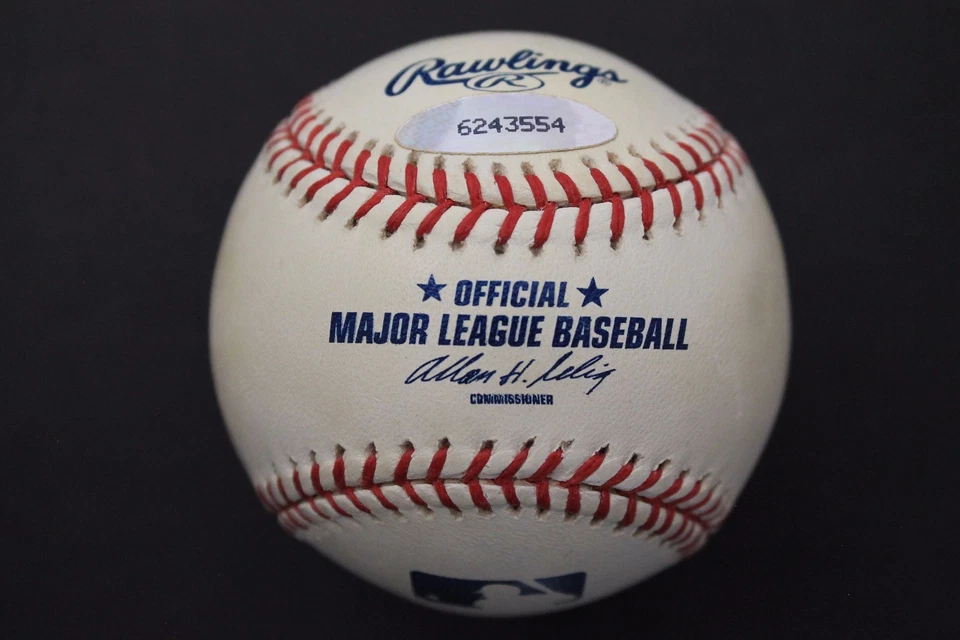 Rawlings
R
6243554
★ OFFICIAL ★
MAJOR LEAGUE BASEBALL
Allan H. Selig
COMMISSIONER